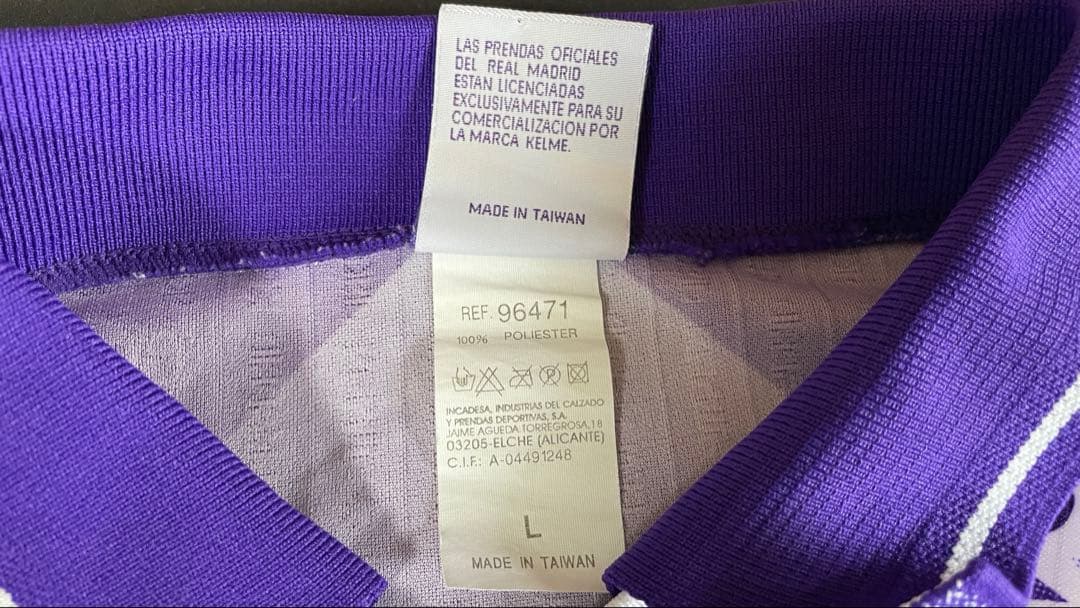 LAS PRENDAS OFICIALES
DEL REAL MADRID
ESTAN LICENCIADAS
EXCLUSIVAMENTE PARA SU
COMERCIALIZACION POR
LA MARCA KELME.
MADE IN TAIWAN
REF. 96471
100% POLIESTER
INCADESA, INDUSTRIAS DEL CALZADO
Y PRENDAS DEPORTIVAS, S.A.
JAIME AGUEDA TORREGROSA, 18
03205-ELCHE (ALICANTE)
C.I.F.: A-04491248
L
MADE IN TAIWAN